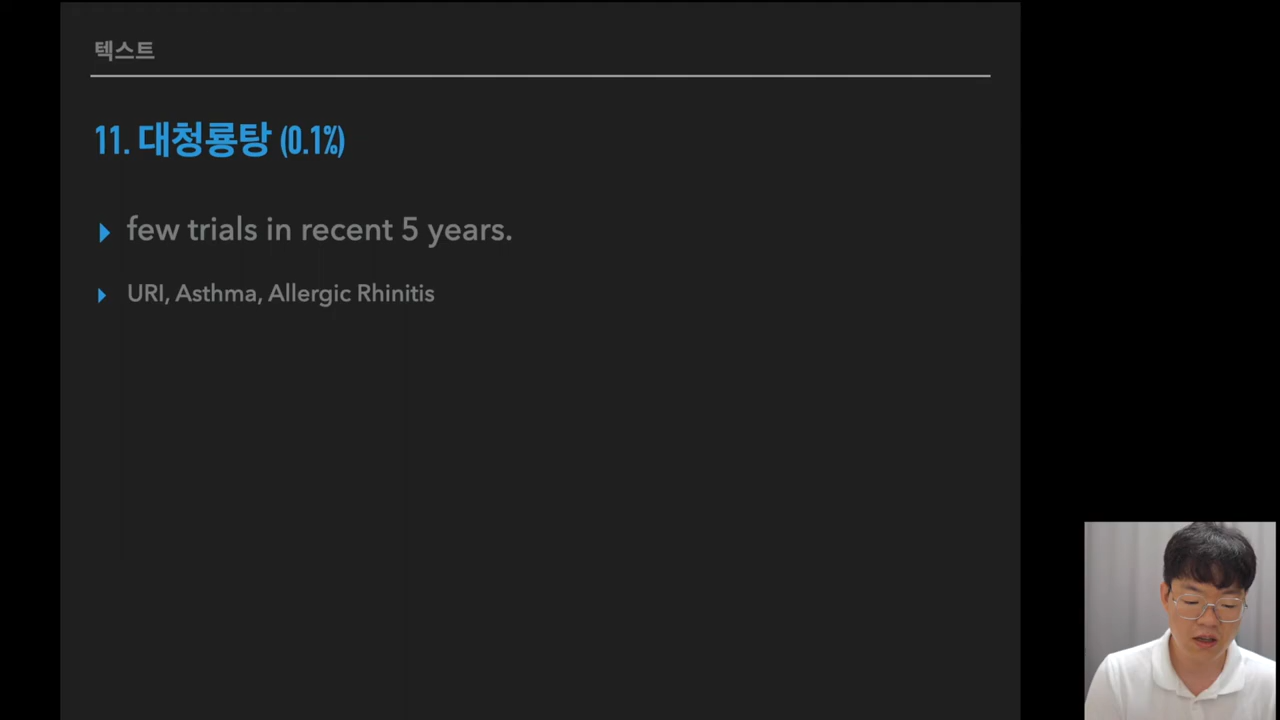 텍스트
11. 대청룡탕 (0.1%)
few trials in recent 5 years.
URI, Asthma, Allergic Rhinitis